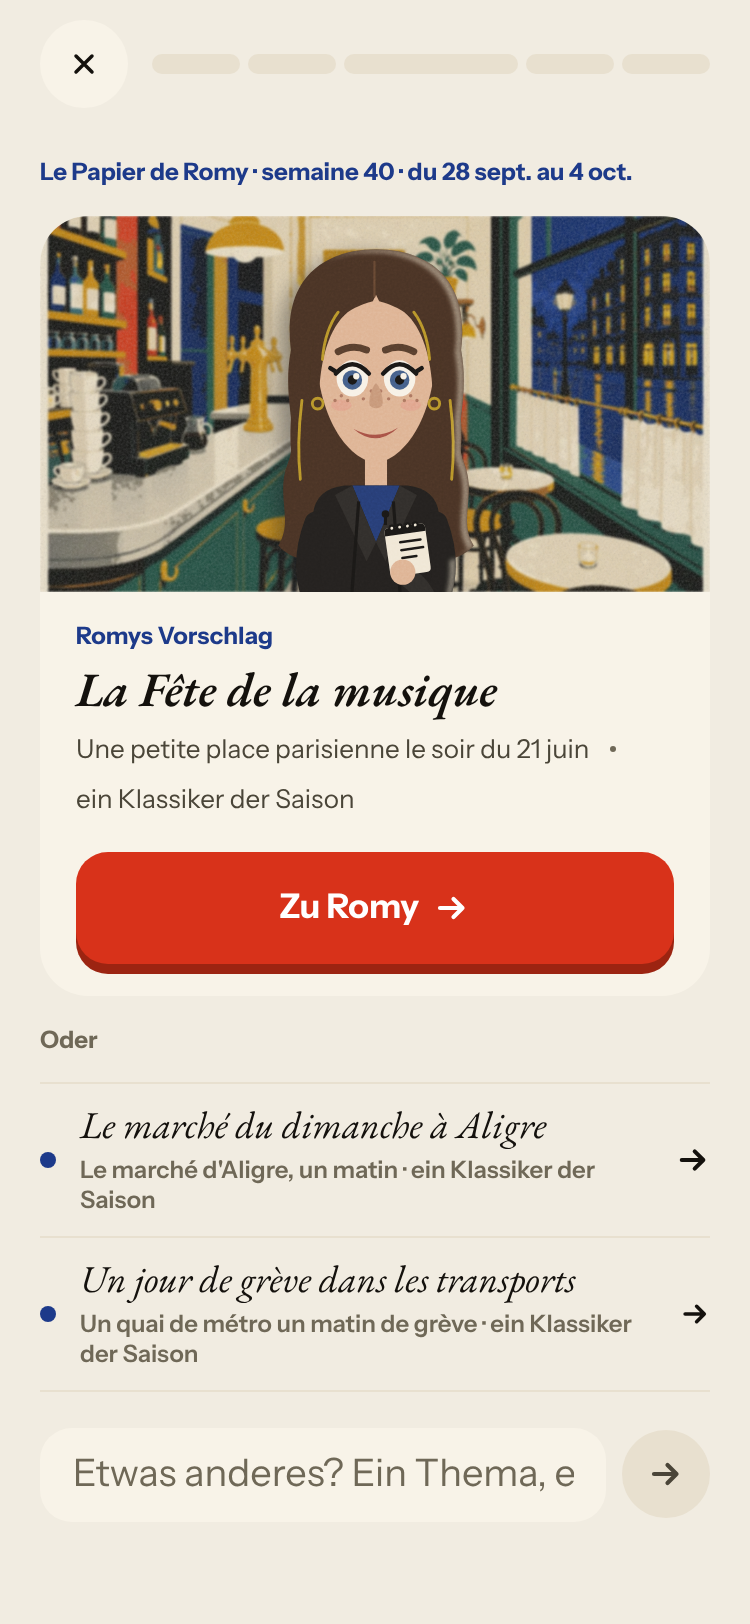 Le Papier de Romy · semaine 40 · du 28 sept. au 4 oct.
Romys Vorschlag
La Fête de la musique
Une petite place parisienne le soir du 21 juin •
ein Klassiker der Saison
Zu Romy →
Oder
Le marché du dimanche à Aligre
Le marché d'Aligre, un matin · ein Klassiker der
Saison
Un jour de grève dans les transports
Un quai de métro un matin de grève · ein Klassiker
der Saison
Etwas anderes? Ein Thema, e